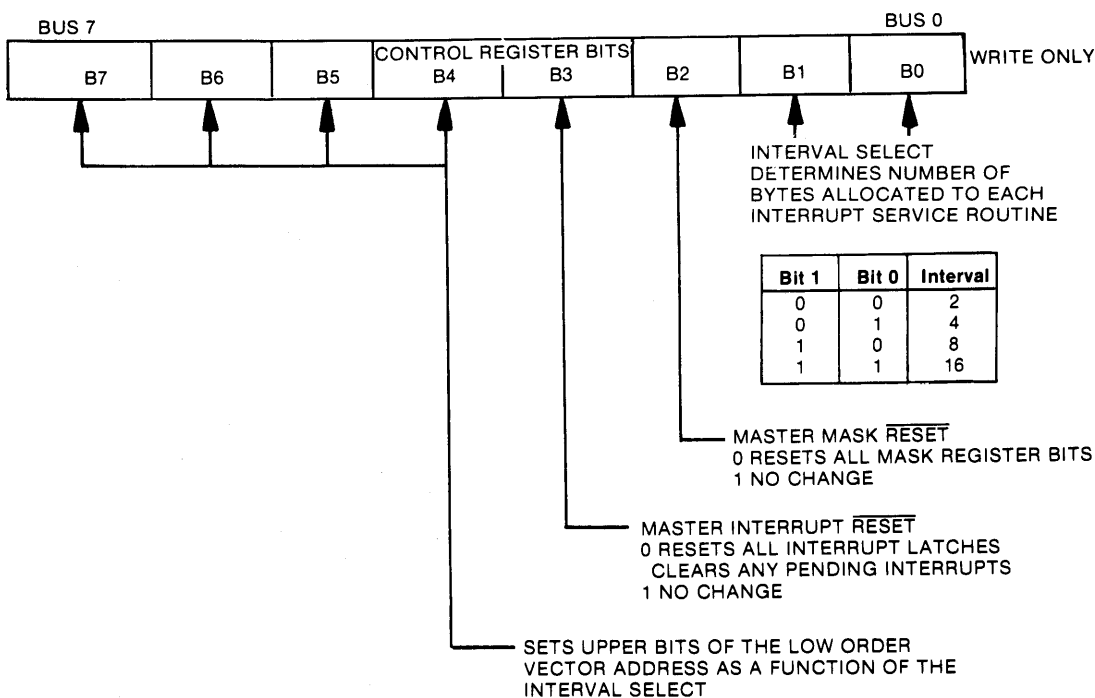 BUS 7
BUS 0
CONTROL REGISTER BITS
WRITE ONLY
B7 B6 B5 B4 B3 B2 B1 B0
INTERVAL SELECT
DETERMINES NUMBER OF
BYTES ALLOCATED TO EACH
INTERRUPT SERVICE ROUTINE
Bit 1 Bit 0 Interval
0 0 2
0 1 4
1 0 8
1 1 16
MASTER MASK RESET
0 RESETS ALL MASK REGISTER BITS
1 NO CHANGE
MASTER INTERRUPT RESET
0 RESETS ALL INTERRUPT LATCHES
CLEARS ANY PENDING INTERRUPTS
1 NO CHANGE
SETS UPPER BITS OF THE LOW ORDER
VECTOR ADDRESS AS A FUNCTION OF THE
INTERVAL SELECT